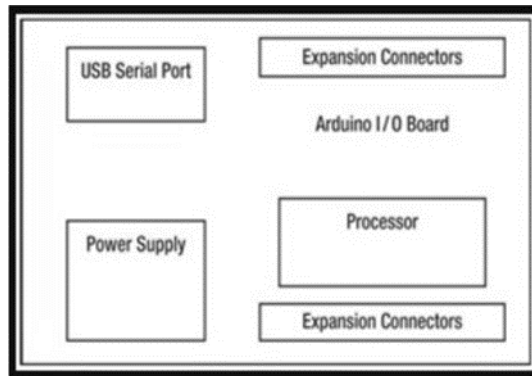 USB Serial Port
Expansion Connectors
Arduino I/O Board
Power Supply
Processor
Expansion Connectors